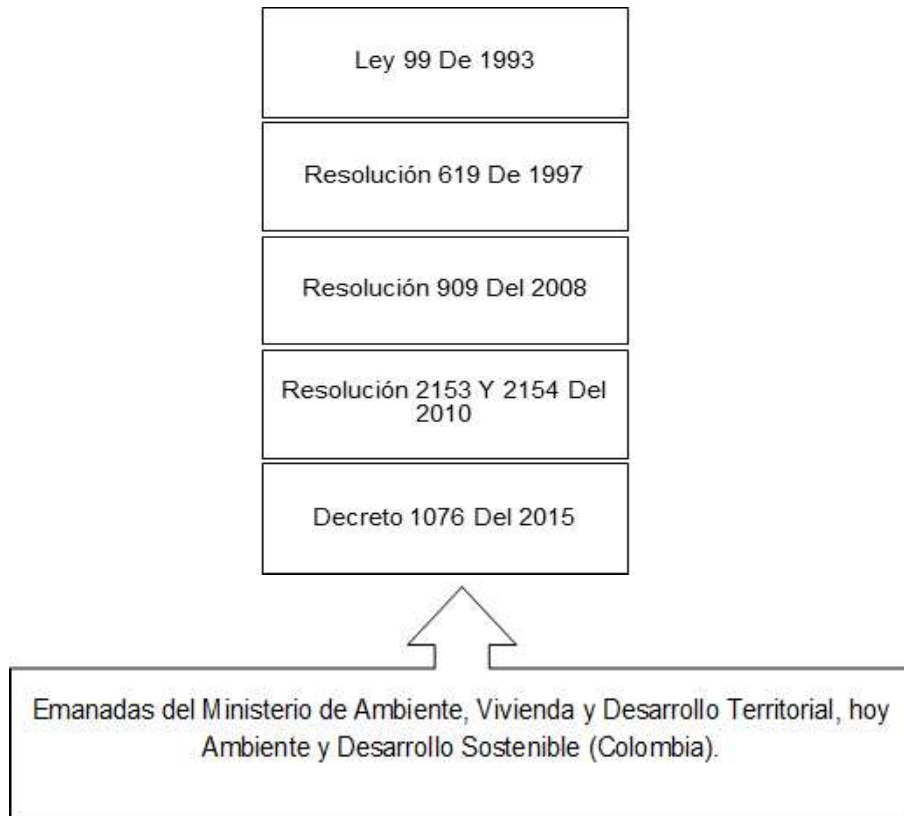 Ley 99 De 1993
Resolución 619 De 1997
Resolución 909 Del 2008
Resolución 2153 Y 2154 Del
2010
Decreto 1076 Del 2015
Emanadas del Ministerio de Ambiente, Vivienda y Desarrollo Territorial, hoy
Ambiente y Desarrollo Sostenible (Colombia).